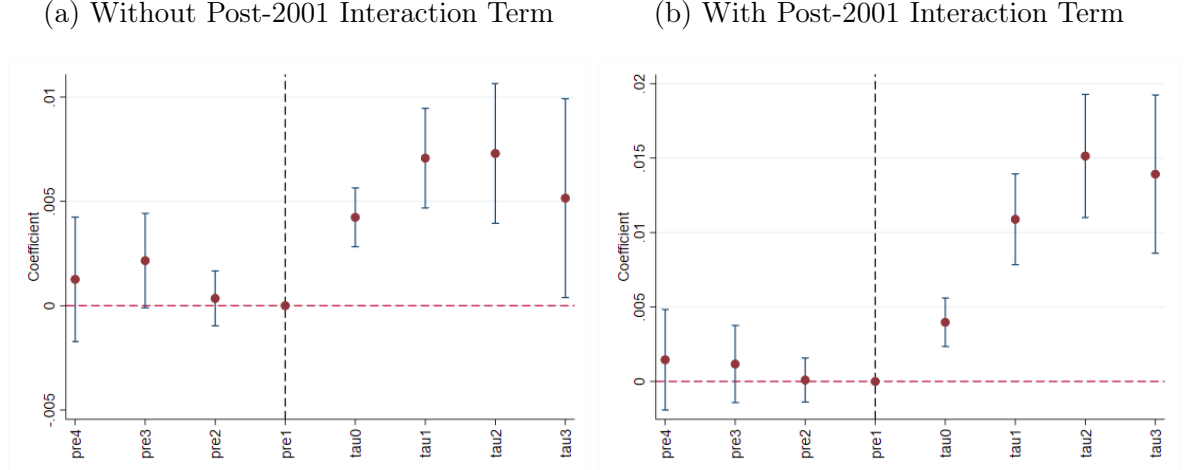 (a) Without Post-2001 Interaction Term
(b) With Post-2001 Interaction Term
Coefficient
.01
.005
0
-.005
pre4
pre3
pre2
pre1
tau0
tau1
tau2
tau3
Coefficient
.02
.015
.01
.005
0
pre4
pre3
pre2
pre1
tau0
tau1
tau2
tau3